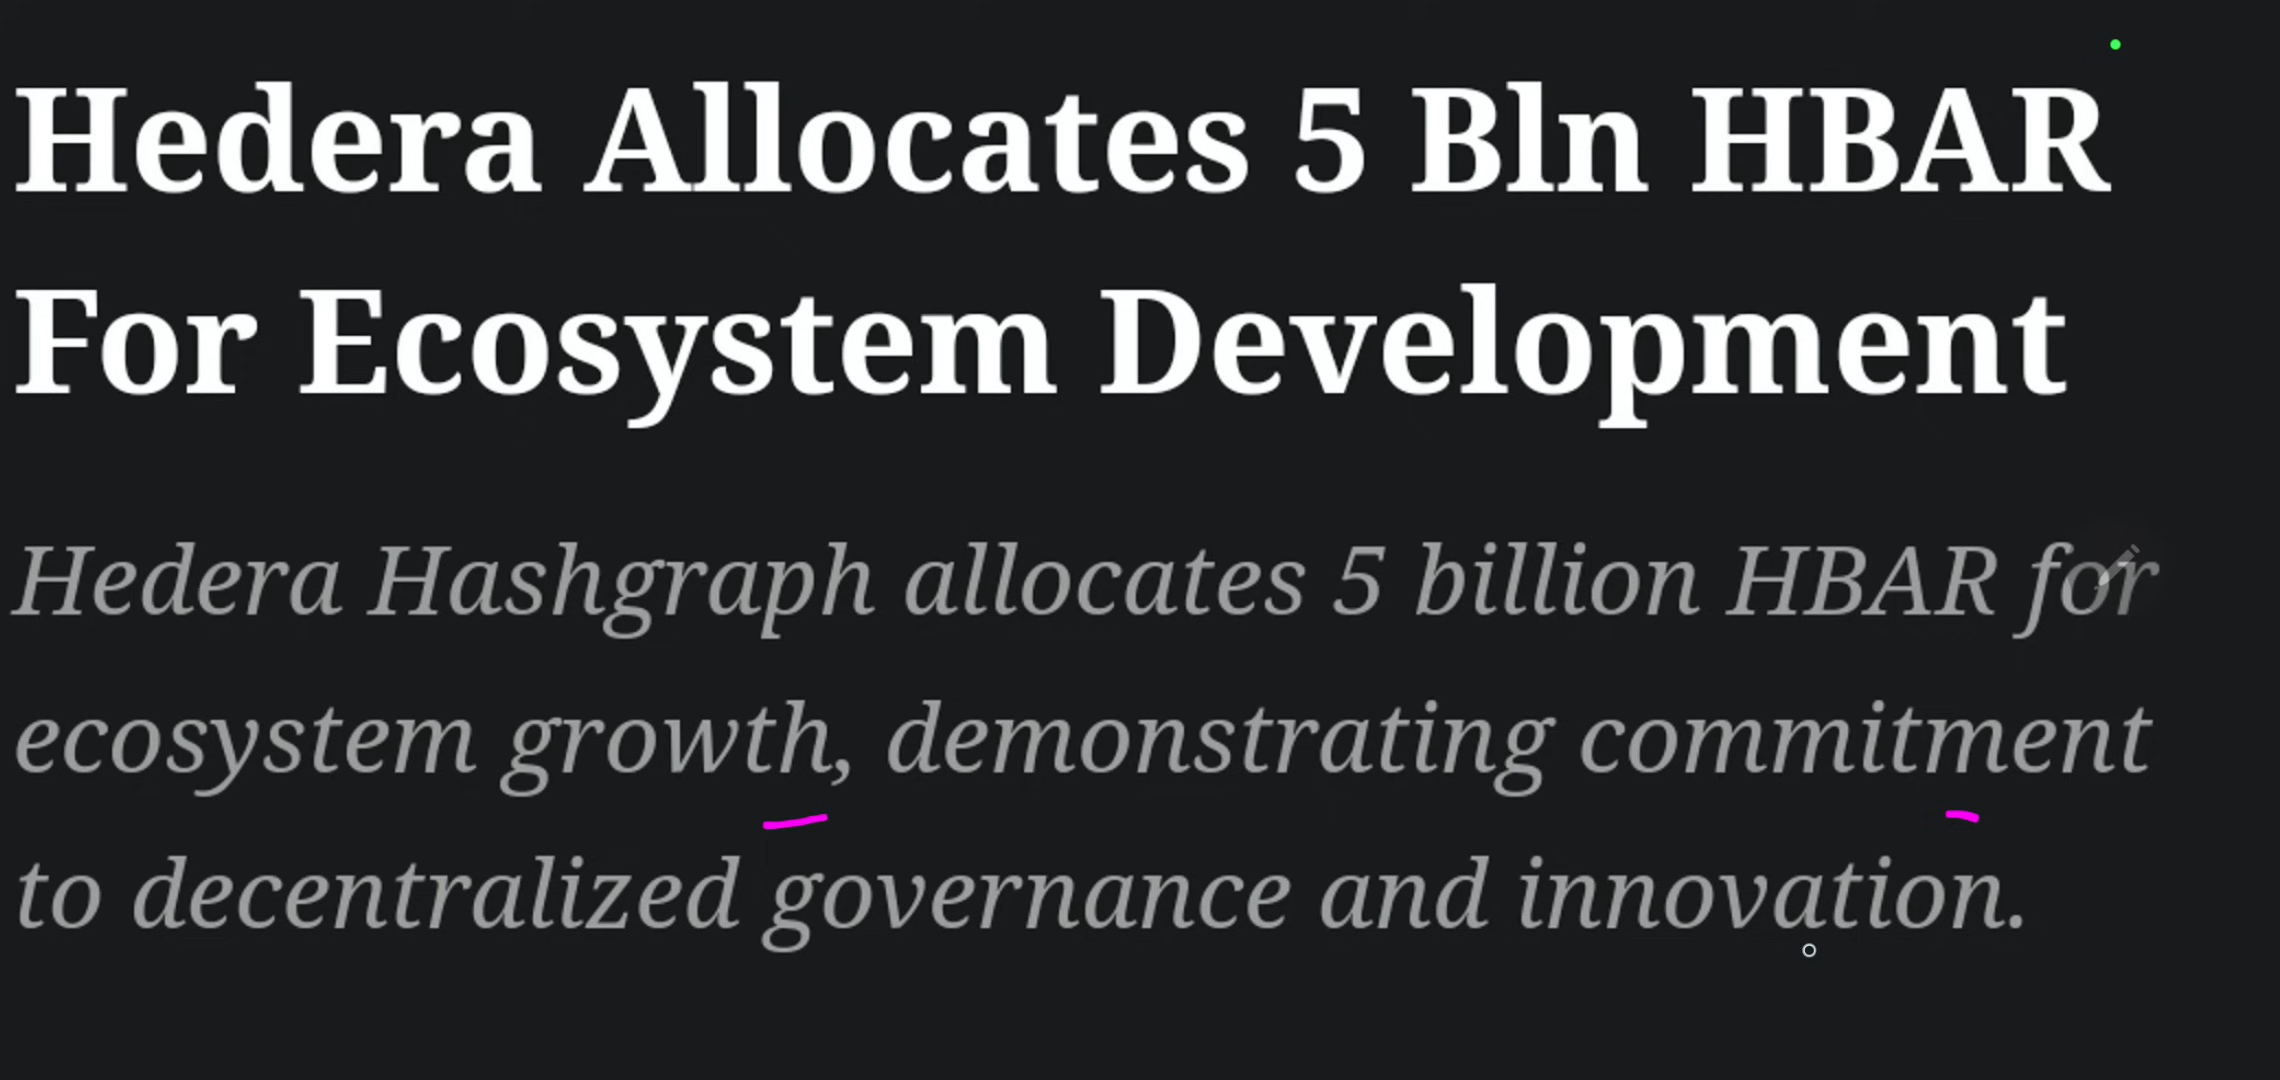 Hedera Allocates 5 Bln HBAR
For Ecosystem Development
Hedera Hashgraph allocates 5 billion HBAR for
ecosystem growth, demonstrating commitment
to decentralized governance and innovation.